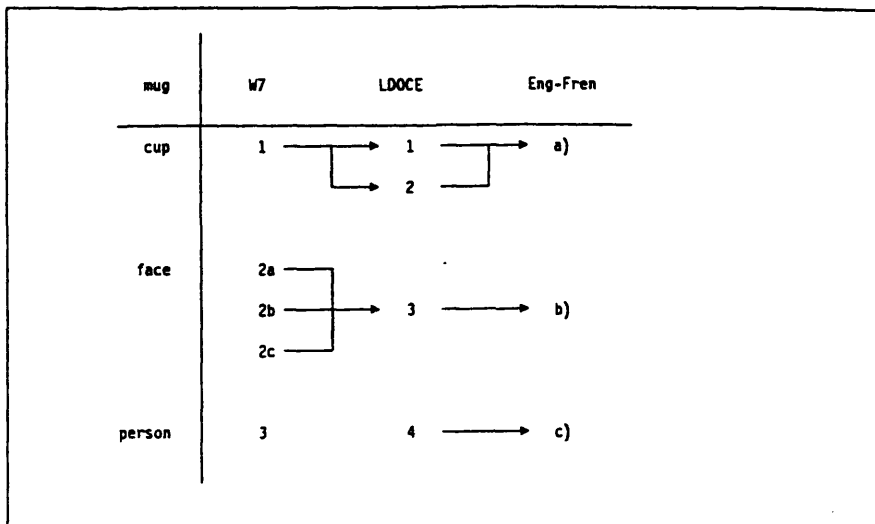 mug W7 LDOCE Eng-Fren
cup 1 1 a)
2
face 2a
2b 3 b)
2c
person 3 4 c)